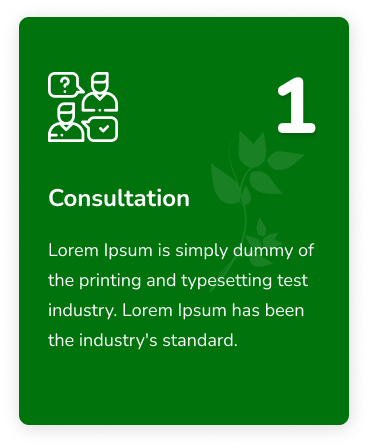 ?
1
Consultation
Lorem Ipsum is simply dummy of
the printing and typesetting test
industry. Lorem Ipsum has been
the industry's standard.